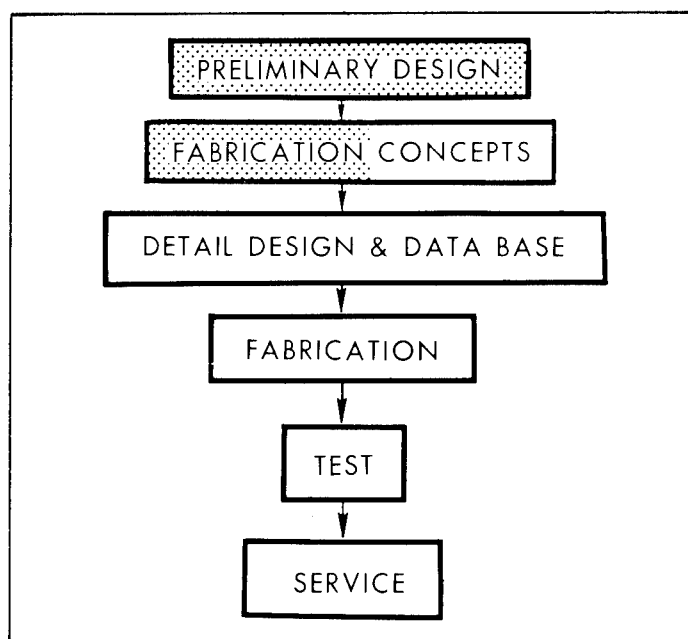 PRELIMINARY DESIGN
FABRICATION CONCEPTS
DETAIL DESIGN & DATA BASE
FABRICATION
TEST
SERVICE